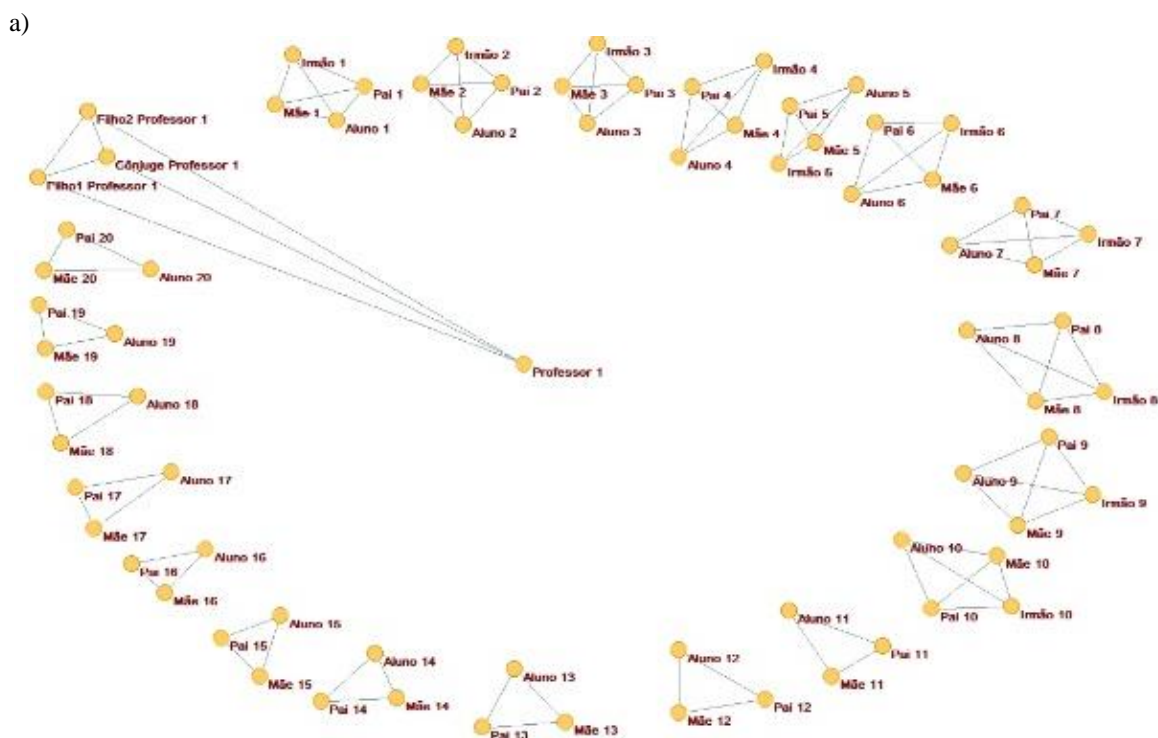 a)
Irmão 1
Pai 1
Mãe 1
Aluno 1
Irmão 2
Mãe 2
Pai 2
Aluno 2
Irmão 3
Mãe 3
Pai 3
Aluno 3
Irmão 4
Pai 4
Mãe 4
Aluno 4
Aluno 5
Pai 5
Mãe 5
Irmão 5
Pai 6
Irmão 6
Mãe 6
Aluno 6
Pai 7
Irmão 7
Aluno 7
Mãe 7
Pai 8
Aluno 8
Irmão 8
Mãe 8
Pai 9
Aluno 9
Irmão 9
Mãe 9
Aluno 10
Mãe 10
Pai 10
Irmão 10
Aluno 11
Pai 11
Mãe 11
Aluno 12
Pai 12
Mãe 12
Aluno 13
Mãe 13
Pai 13
Aluno 14
Pai 14
Mãe 14
Aluno 15
Pai 15
Mãe 15
Aluno 16
Pai 16
Mãe 16
Aluno 17
Pai 17
Mãe 17
Pai 18
Aluno 18
Mãe 18
Pai 19
Aluno 19
Mãe 19
Pai 20
Mãe 20
Aluno 20
Filho2 Professor 1
Cônjuge Professor 1
Filho1 Professor 1
Professor 1